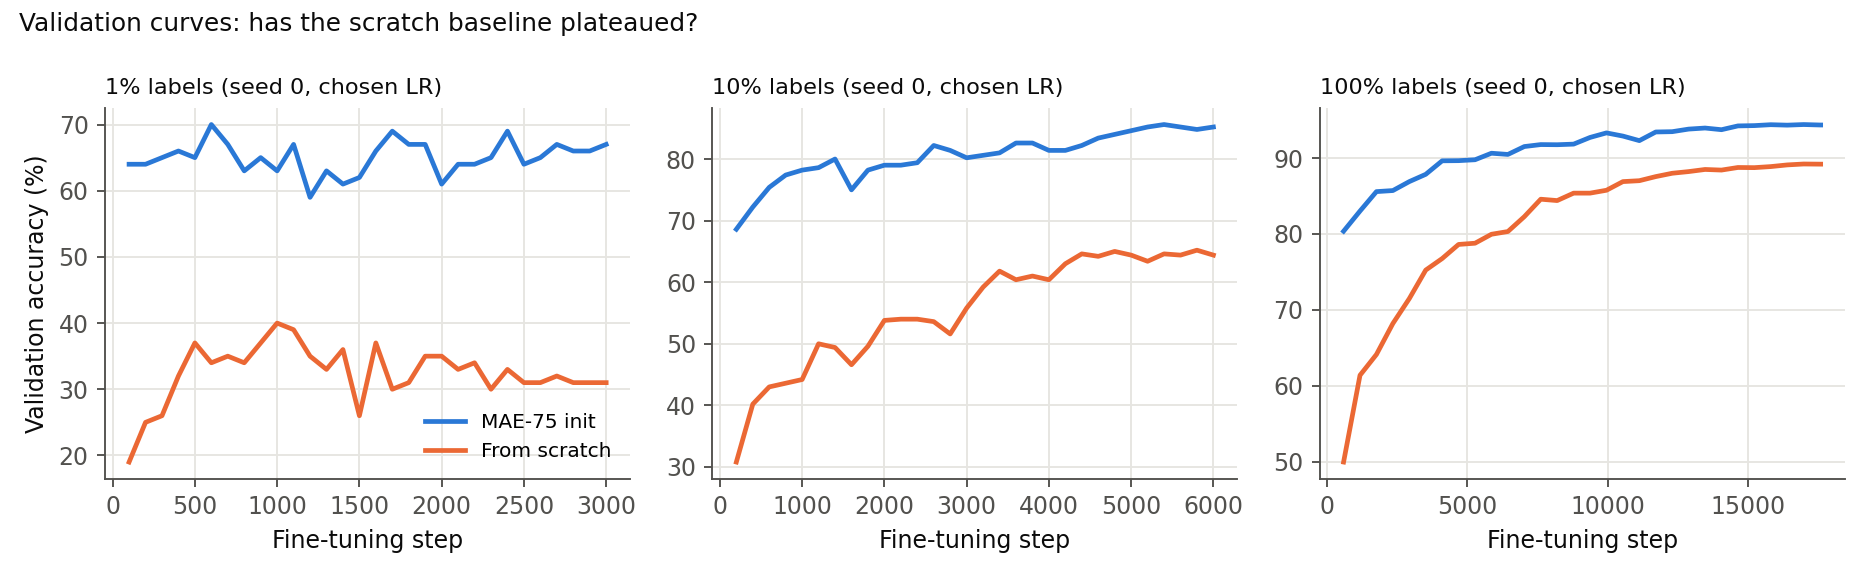 Validation curves: has the scratch baseline plateaued?
1% labels (seed 0, chosen LR)
Validation accuracy (%)
70
60
50
40
30
20
MAE-75 init
From scratch
0 500 1000 1500 2000 2500 3000
Fine-tuning step
10% labels (seed 0, chosen LR)
80
70
60
50
40
30
0 1000 2000 3000 4000 5000 6000
Fine-tuning step
100% labels (seed 0, chosen LR)
90
80
70
60
50
0 5000 10000 15000
Fine-tuning step